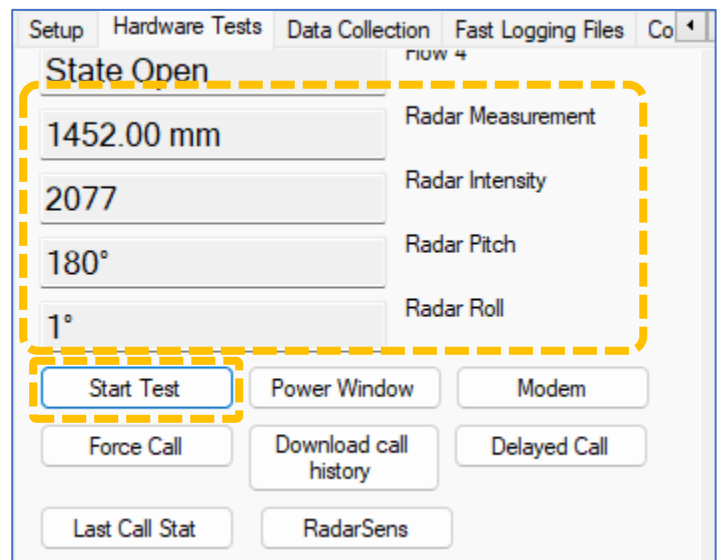 Setup Hardware Tests Data Collection Fast Logging Files Co
State Open Flow 4
1452.00 mm Radar Measurement
2077 Radar Intensity
180° Radar Pitch
1° Radar Roll
Start Test Power Window Modem
Force Call Download call history Delayed Call
Last Call Stat RadarSens